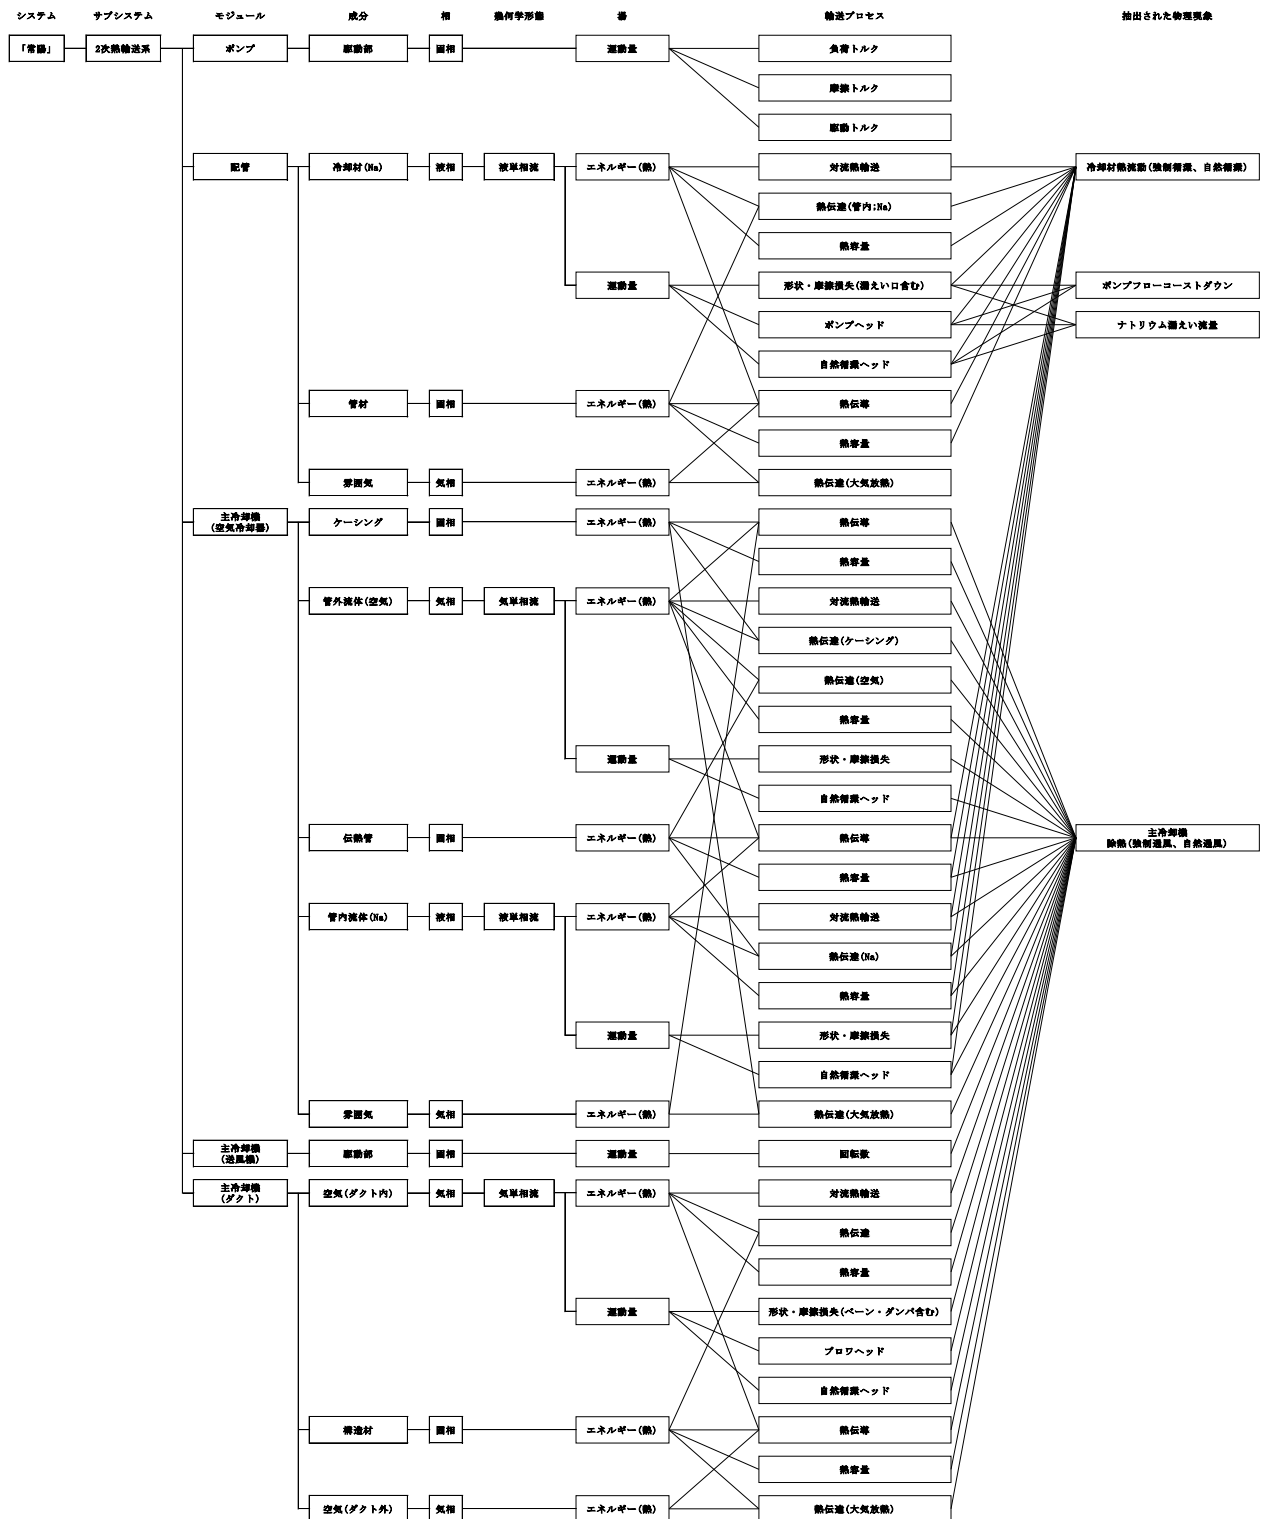 システム サブシステム モジュール 成分 相 幾何学形態 場 輸送プロセス 抽出された物理現象
「常陽」 2次熱輸送系 ポンプ 駆動部 固相 運動量 負荷トルク
摩擦トルク
駆動トルク
配管 冷却材(Na) 液相 液単相流 エネルギー(熱) 対流熱輸送 冷却材熱流動(強制循環、自然循環)
熱伝達(管内;Na)
熱容量
運動量 形状・摩擦損失(漏えい口含む) ポンプフローコーストダウン
ポンプヘッド ナトリウム漏えい流量
自然循環ヘッド
管材 固相 エネルギー(熱) 熱伝導
熱容量
雰囲気 気相 エネルギー(熱) 熱伝達(大気放熱)
主冷却機
(空気冷却器) ケーシング 固相 エネルギー(熱) 熱伝導
熱容量
管外流体(空気) 気相 気単相流 エネルギー(熱) 対流熱輸送
熱伝達(ケーシング)
熱伝達(空気)
熱容量
運動量 形状・摩擦損失
自然循環ヘッド
伝熱管 固相 エネルギー(熱) 熱伝導 主冷却機
除熱(強制通風、自然通風)
熱容量
管内流体(Na) 液相 液単相流 エネルギー(熱) 対流熱輸送
熱伝達(Na)
熱容量
運動量 形状・摩擦損失
自然循環ヘッド
雰囲気 気相 エネルギー(熱) 熱伝達(大気放熱)
主冷却機
(送風機) 駆動部 固相 運動量 回転数
主冷却機
(ダクト) 空気(ダクト内) 気相 気単相流 エネルギー(熱) 対流熱輸送
熱伝達
熱容量
運動量 形状・摩擦損失(ベーン・ダンパ含む)
ブロワヘッド
自然循環ヘッド
構造材 固相 エネルギー(熱) 熱伝導
熱容量
空気(ダクト外) 気相 エネルギー(熱) 熱伝達(大気放熱)